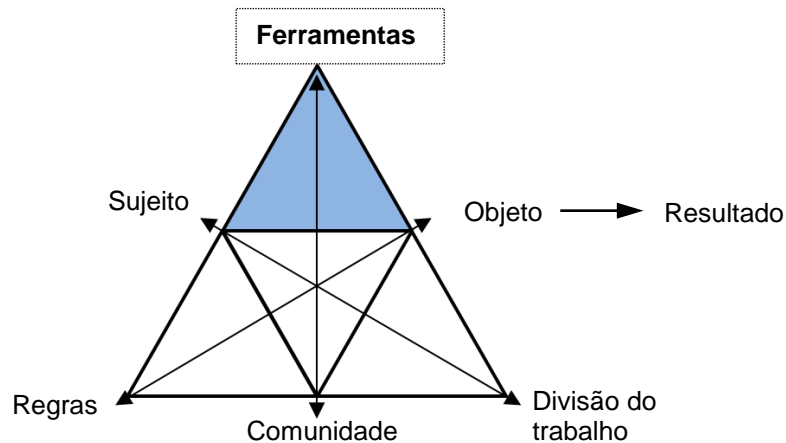 Ferramentas
Sujeito
Objeto
Resultado
Regras
Comunidade
Divisão do
trabalho